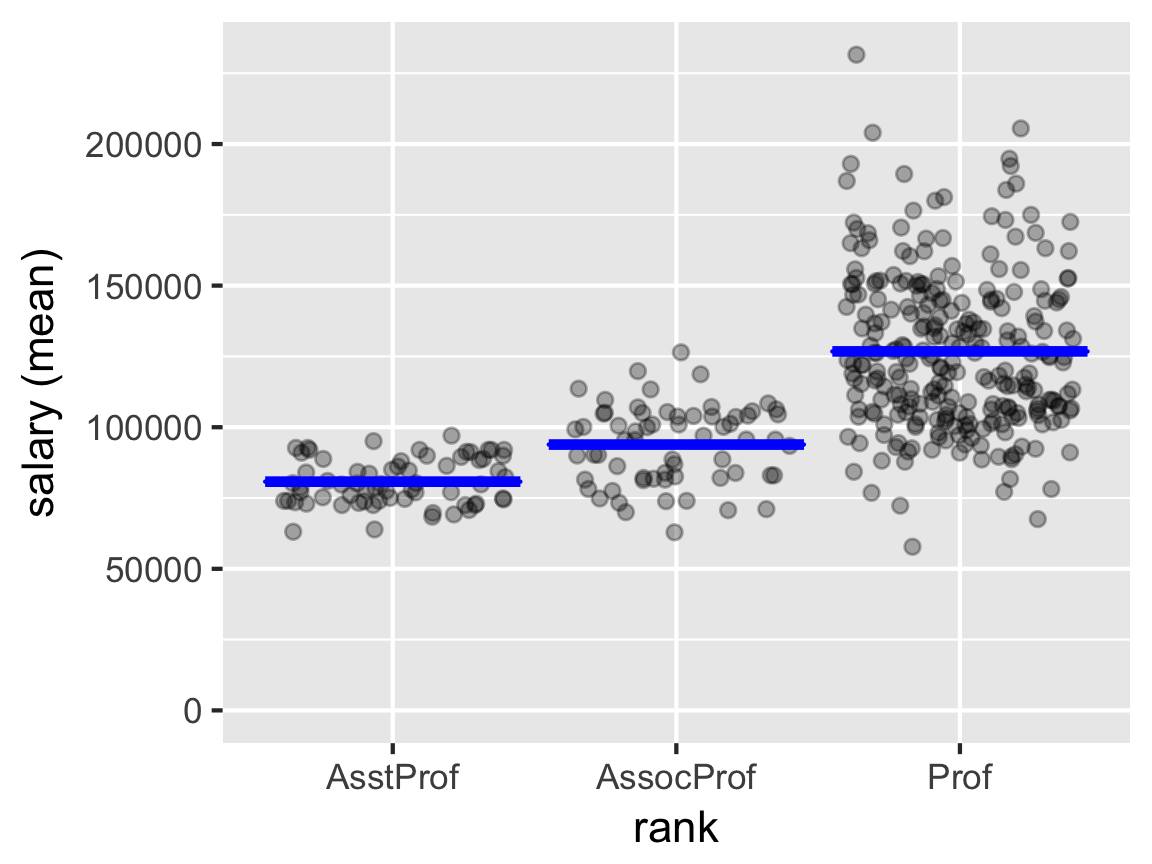 salary (mean)
200000
150000
100000
50000
0
AsstProf
AssocProf
Prof
rank